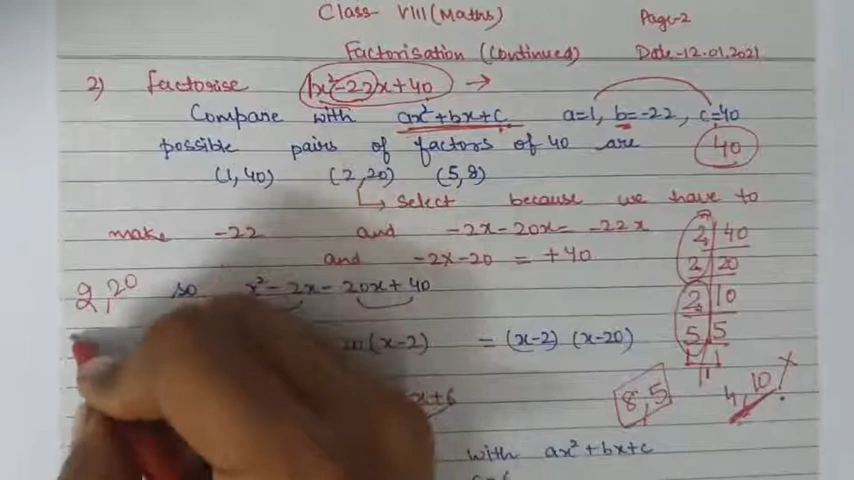 Class- VIII (Maths) Page-2
Factorisation (Continued) Date-12.01.2021
2) factorise x²-22x+40 →
Compare with ax²+bx+c a=1, b=-22, c=40
possible pairs of factors of 40 are 40
(1,40) (2,20) (5,8)
↳ select because we have to
make -22 and -2x-20x= -22x 2 40
and -2x-20 = +40 2 20
2,20 so x²-2x-20x+40 2 10
(x-2) = (x-2) (x-20) 5 5
1
8,5 4,10 x
x+6
with ax²+bx+c